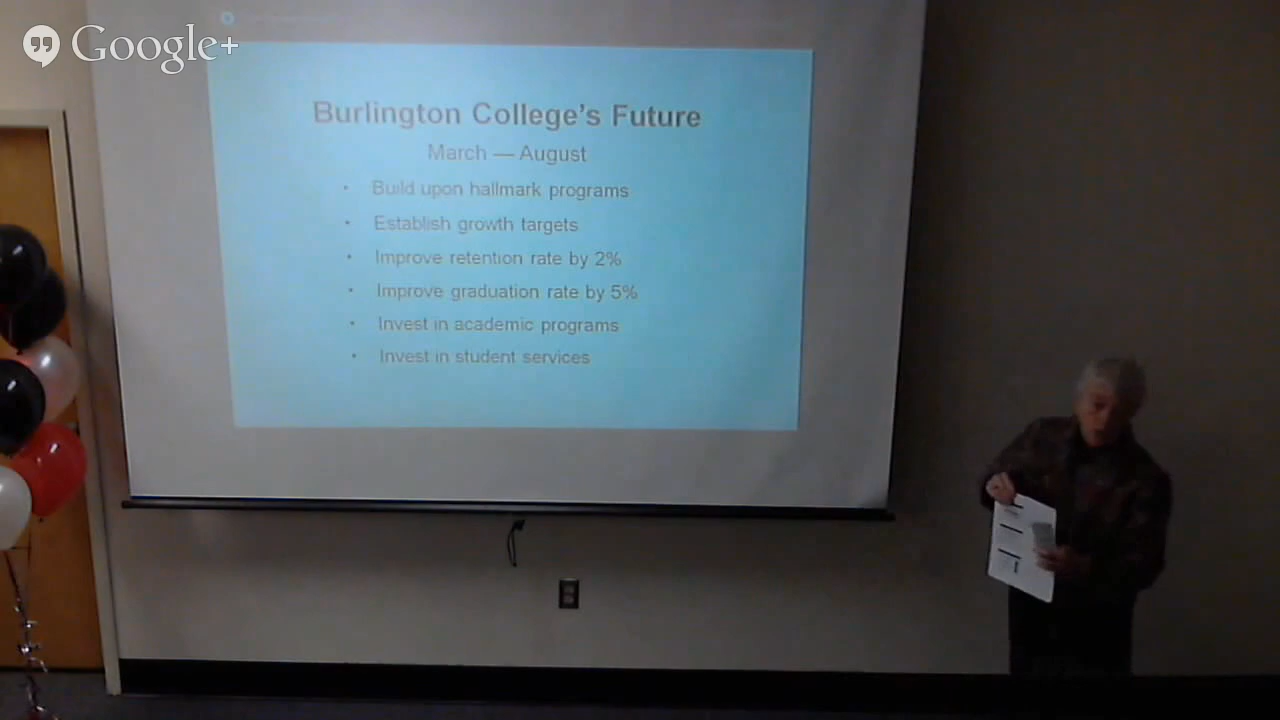 Google+
Burlington College's Future
March — August
• Build upon hallmark programs
• Establish growth targets
• Improve retention rate by 2%
• Improve graduation rate by 5%
• Invest in academic programs
• Invest in student services